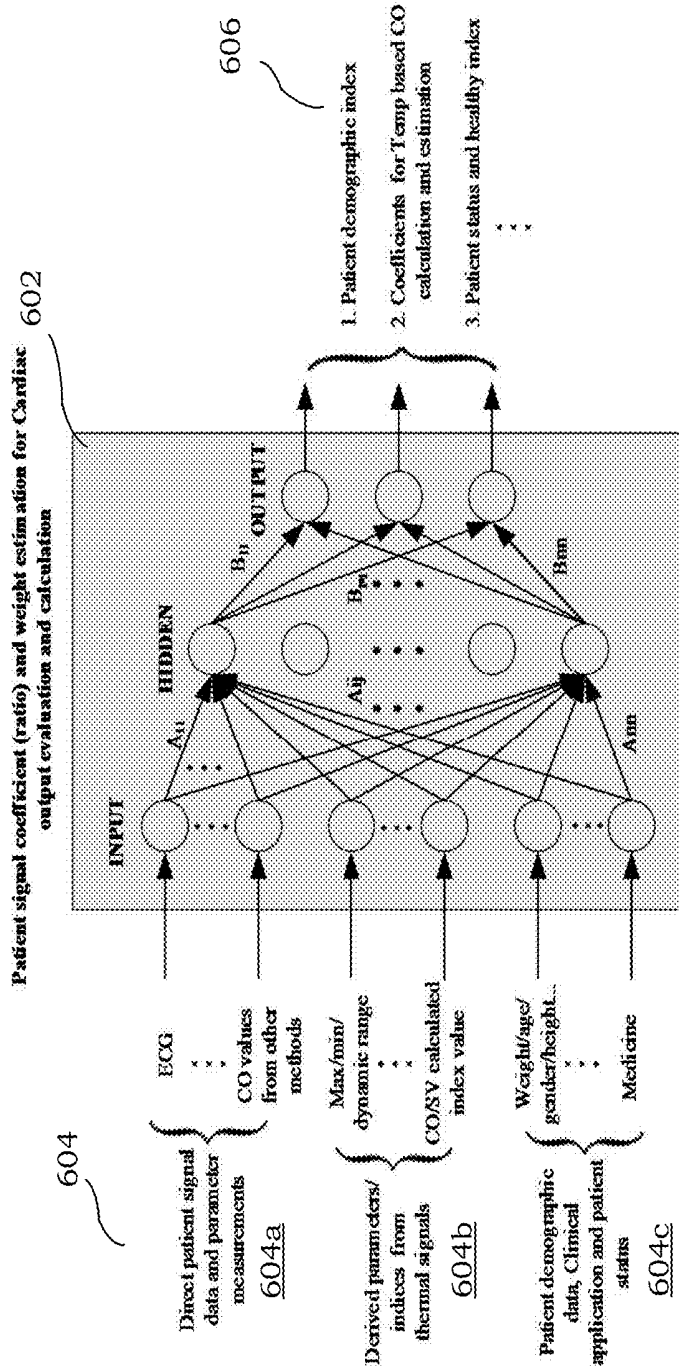 Patient signal coefficient (ratio) and weight estimation for Cardiac
output evaluation and calculation
602
604
606
INPUT
HIDDEN
OUTPUT
Direct patient signal
data and parameter
measurements
604a
ECG
CO values
from other
methods
Derived parameters/
indices from
thermal signals
604b
Max/min/
dynamic range
CO/SV calculated
index value
Patient demographic
data, Clinical
application and patient
status
604c
Weight/age/
gender/height...
Medicine
A11
Aij
Ann
B11
Bnn
1. Patient demographic index
2. Coefficients for Temp based CO
calculation and estimation
3. Patient status and healthy index